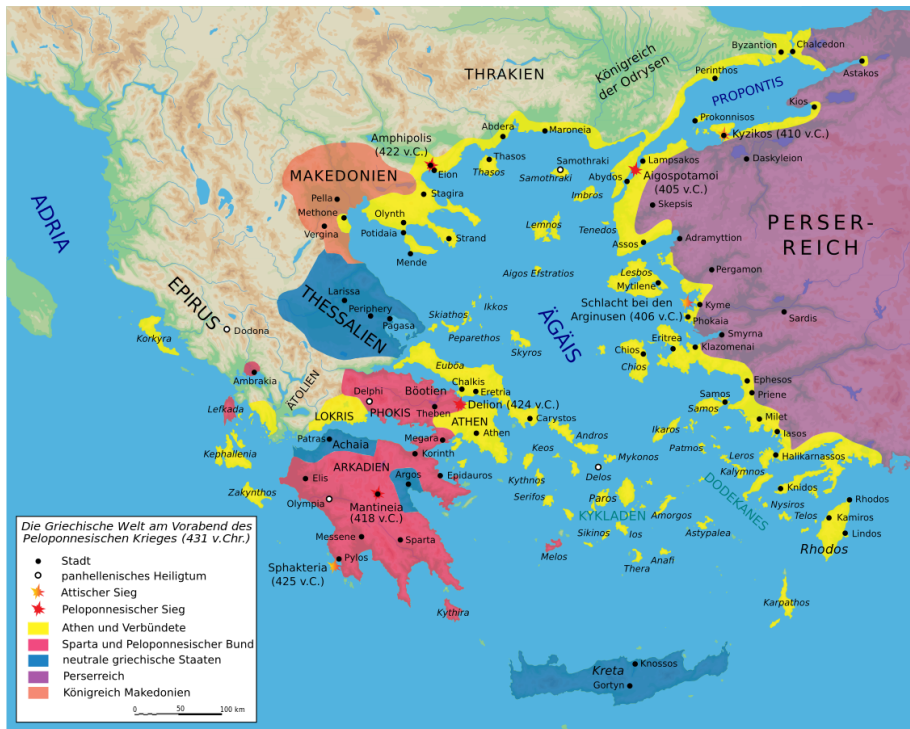 THRAKIEN
Königreich
der Odrysen
Byzantion
Chalcedon
Perinthos
Astakos
PROPONTIS
Kios
Prokonnisos
Kyzikos (410 v.C.)
Abdera
Maroneia
Amphipolis
(422 v.C.)
Eion
Thasos
Thasos
Samothraki
Samothraki
Lampsakos
Daskyleion
Abydos
Aigospotamoi
(405 v.C.)
Imbros
Skepsis
MAKEDONIEN
Pella
Methone
Vergina
Stagira
Olynth
Potidaia
Strand
Mende
Lemnos
Tenedos
Assos
Adramyttion
PERSER-
REICH
ADRIA
Aigos Efstratios
Lesbos
Mytilene
Pergamon
EPIRUS
Dodona
Korkyra
THESSALIEN
Larissa
Periphery
Pagasa
Skiathos
Ikkos
Peparethos
Skyros
ÄGÄIS
Schlacht bei den
Arginusen
(406 v.C.)
Kyme
Phokaia
Sardis
Smyrna
Eritrea
Klazomenai
Chios
Chios
Ambrakia
ÄTOLIEN
Euböa
Chalkis
Eretria
Delphi
Böotien
Lefkada
LOKRIS
PHOKIS
Theben
Delion (424 v.C.)
ATHEN
Athen
Carystos
Ephesos
Priene
Samos
Samos
Milet
Iasos
Patras
Achaia
Megara
Korinth
Andros
Keos
Ikaros
Patmos
Leros
Halikarnassos
Kalymnos
Kephallenia
ARKADIEN
Elis
Argos
Epidauros
Kythnos
Mykonos
Delos
Zakynthos
Olympia
Mantineia
(418 v.C.)
Serifos
Paros
DODEKANES
Knidos
Nysiros
Rhodos
KYKLADEN
Amorgos
Telos
Kamiros
Messene
Sparta
Sikinos
Ios
Astypalea
Lindos
Rhodos
Pylos
Sphakteria
(425 v.C.)
Melos
Anafi
Thera
Kythira
Karpathos
Kreta
Knossos
Gortyn
Die Griechische Welt am Vorabend des
Peloponnesischen Krieges (431 v.Chr.)
Stadt
panhellenisches Heiligtum
Attischer Sieg
Peloponnesischer Sieg
Athen und Verbündete
Sparta und Peloponnesischer Bund
neutrale griechische Staaten
Perserreich
Königreich Makedonien
0 50 100 km